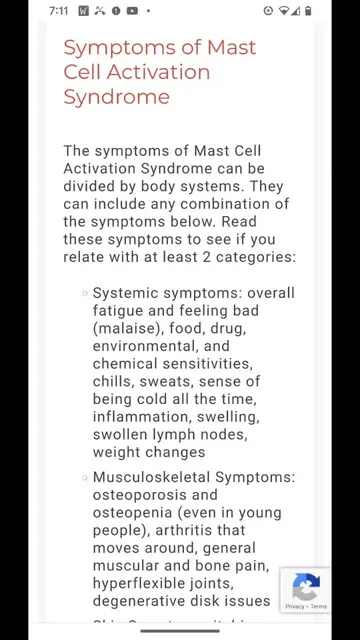 7:11
Symptoms of Mast
Cell Activation
Syndrome
The symptoms of Mast Cell
Activation Syndrome can be
divided by body systems. They
can include any combination of
the symptoms below. Read
these symptoms to see if you
relate with at least 2 categories:
Systemic symptoms: overall
fatigue and feeling bad
(malaise), food, drug,
environmental, and
chemical sensitivities,
chills, sweats, sense of
being cold all the time,
inflammation, swelling,
swollen lymph nodes,
weight changes
Musculoskeletal Symptoms:
osteoporosis and
osteopenia (even in young
people), arthritis that
moves around, general
muscular and bone pain,
hyperflexible joints,
degenerative disk issues
Privacy - Terms